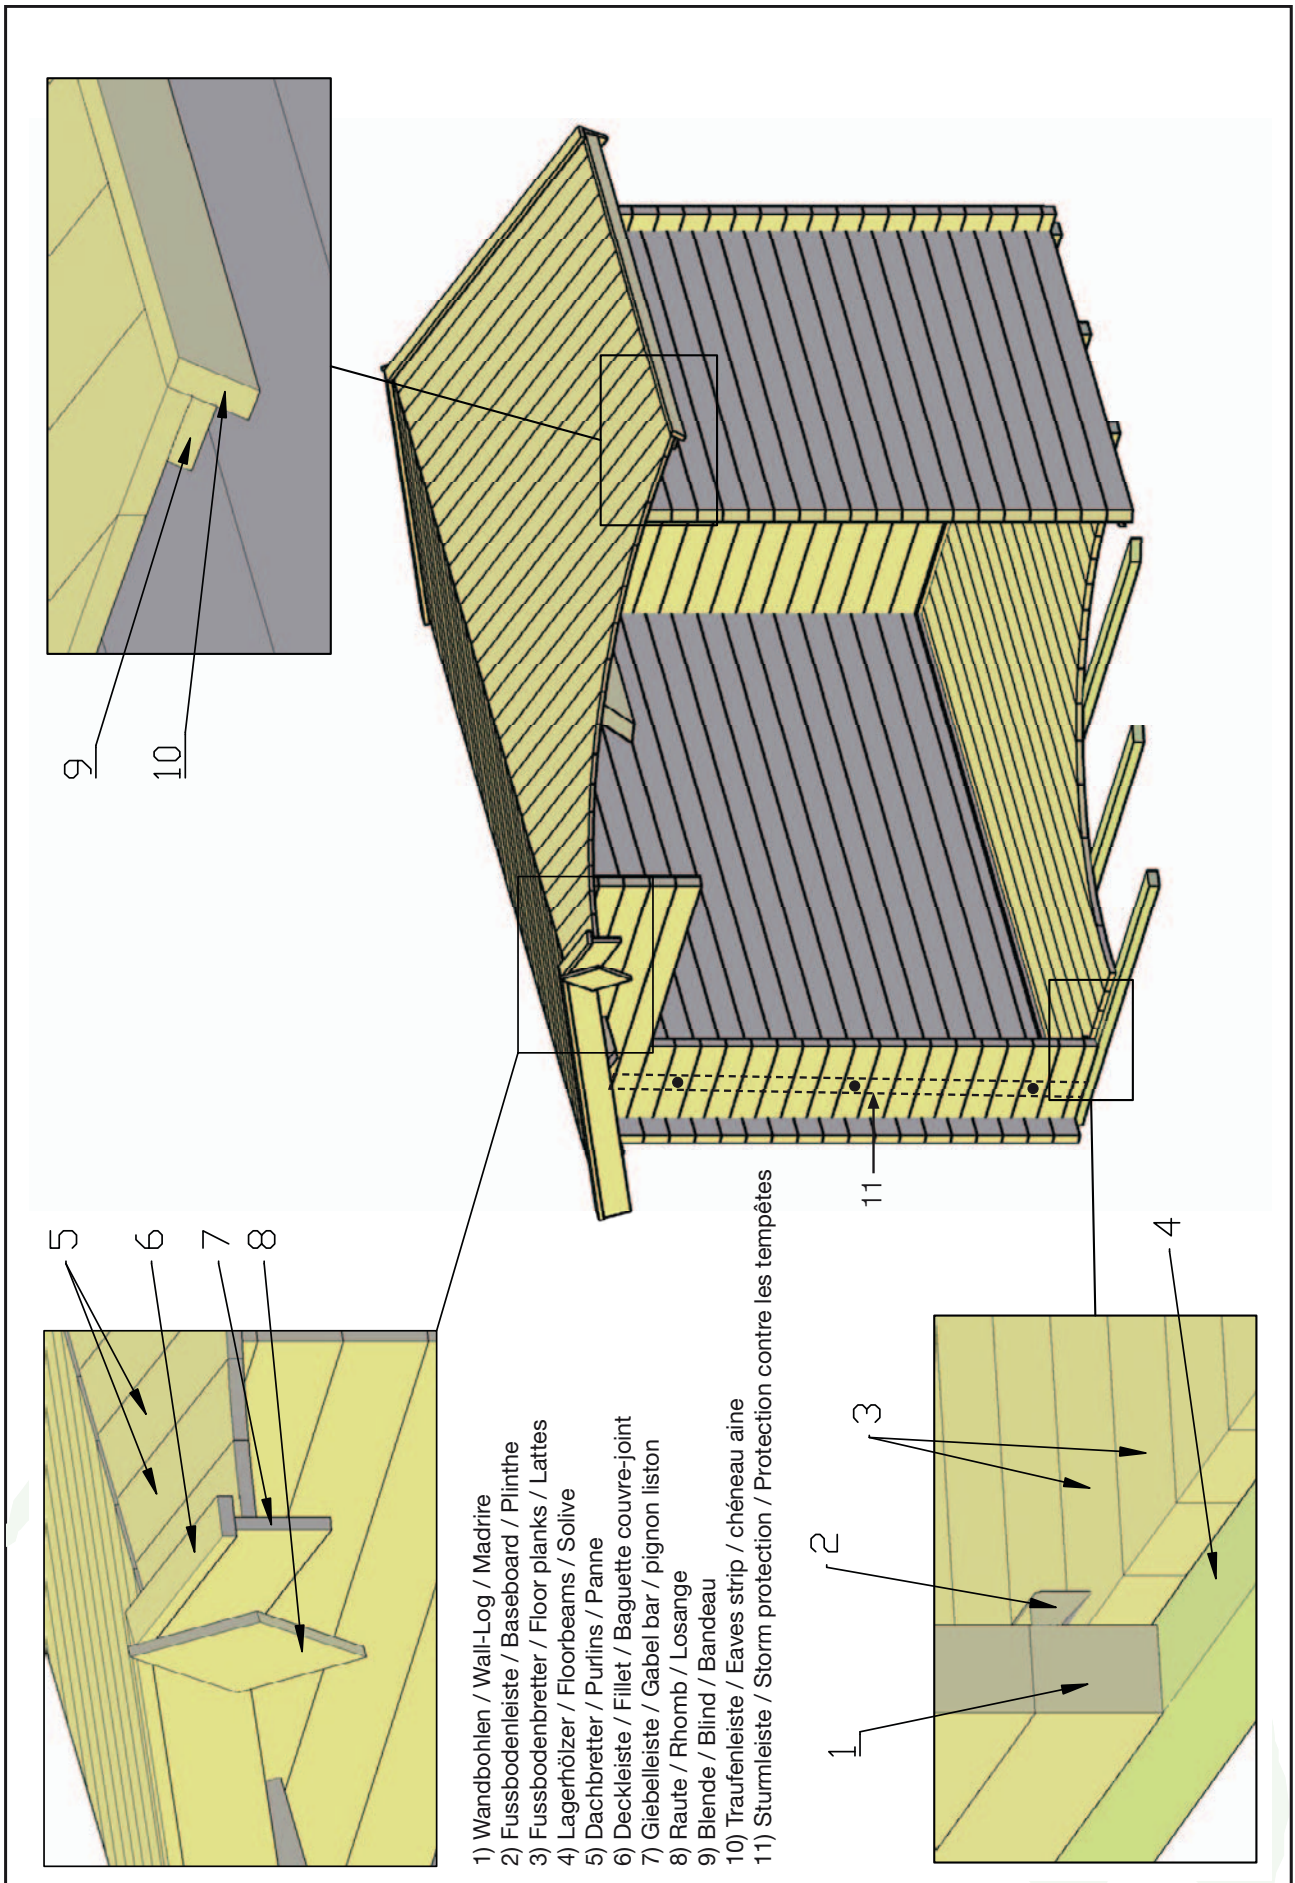 5
6
7
8
9
10
11
1) Wandbohlen / Wall-Log / Madrire
2) Fussbodenleiste / Baseboard / Plinthe
3) Fussbodenbretter / Floor planks / Lattes
4) Lagerhölzer / Floorbeams / Solive
5) Dachbretter / Purlins / Panne
6) Deckleiste / Fillet / Baguette couvre-joint
7) Giebelleiste / Gabel bar / pignon liston
8) Raute / Rhomb / Losange
9) Blende / Blind / Bandeau
10) Traufenleiste / Eaves strip / chéneau aine
11) Sturmleiste / Storm protection / Protection contre les tempêtes
1
2
3
4